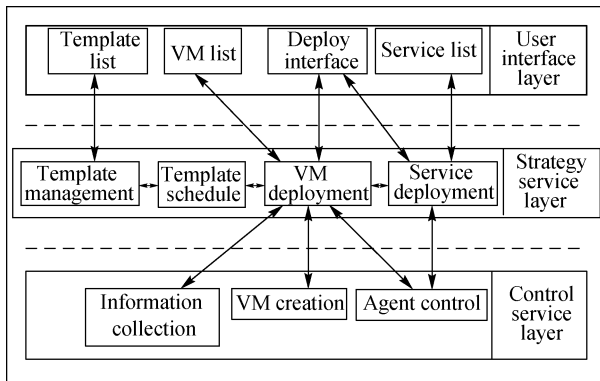 Template
list
VM list
Deploy
interface
Service list
User
interface
layer
Template
management
Template
schedule
VM
deployment
Service
deployment
Strategy
service
layer
Information
collection
VM creation
Agent control
Control
service
layer